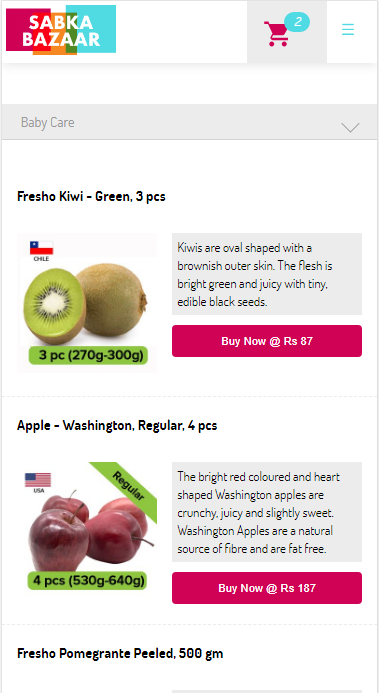 SABKA
BAZAAR
2
Baby Care
Fresho Kiwi - Green, 3 pcs
CHILE
3 pc (270g-300g)
Kiwis are oval shaped with a
brownish outer skin. The flesh is
bright green and juicy with tiny,
edible black seeds.
Buy Now @ Rs 87
Apple - Washington, Regular, 4 pcs
USA
Regular
4 pcs (530g-640g)
The bright red coloured and heart
shaped Washington apples are
crunchy, juicy and slightly sweet.
Washington Apples are a natural
source of fibre and are fat free.
Buy Now @ Rs 187
Fresho Pomegrante Peeled, 500 gm